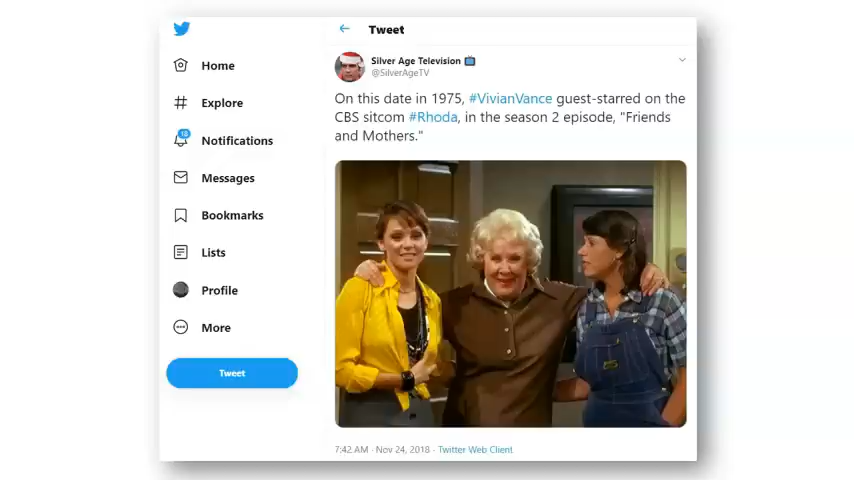 Tweet
Silver Age Television
@SilverAgeTV
Home
Explore
18
Notifications
Messages
Bookmarks
Lists
Profile
More
Tweet
On this date in 1975, #VivianVance guest-starred on the
CBS sitcom #Rhoda, in the season 2 episode, "Friends
and Mothers."
7:42 AM · Nov 24, 2018 · Twitter Web Client